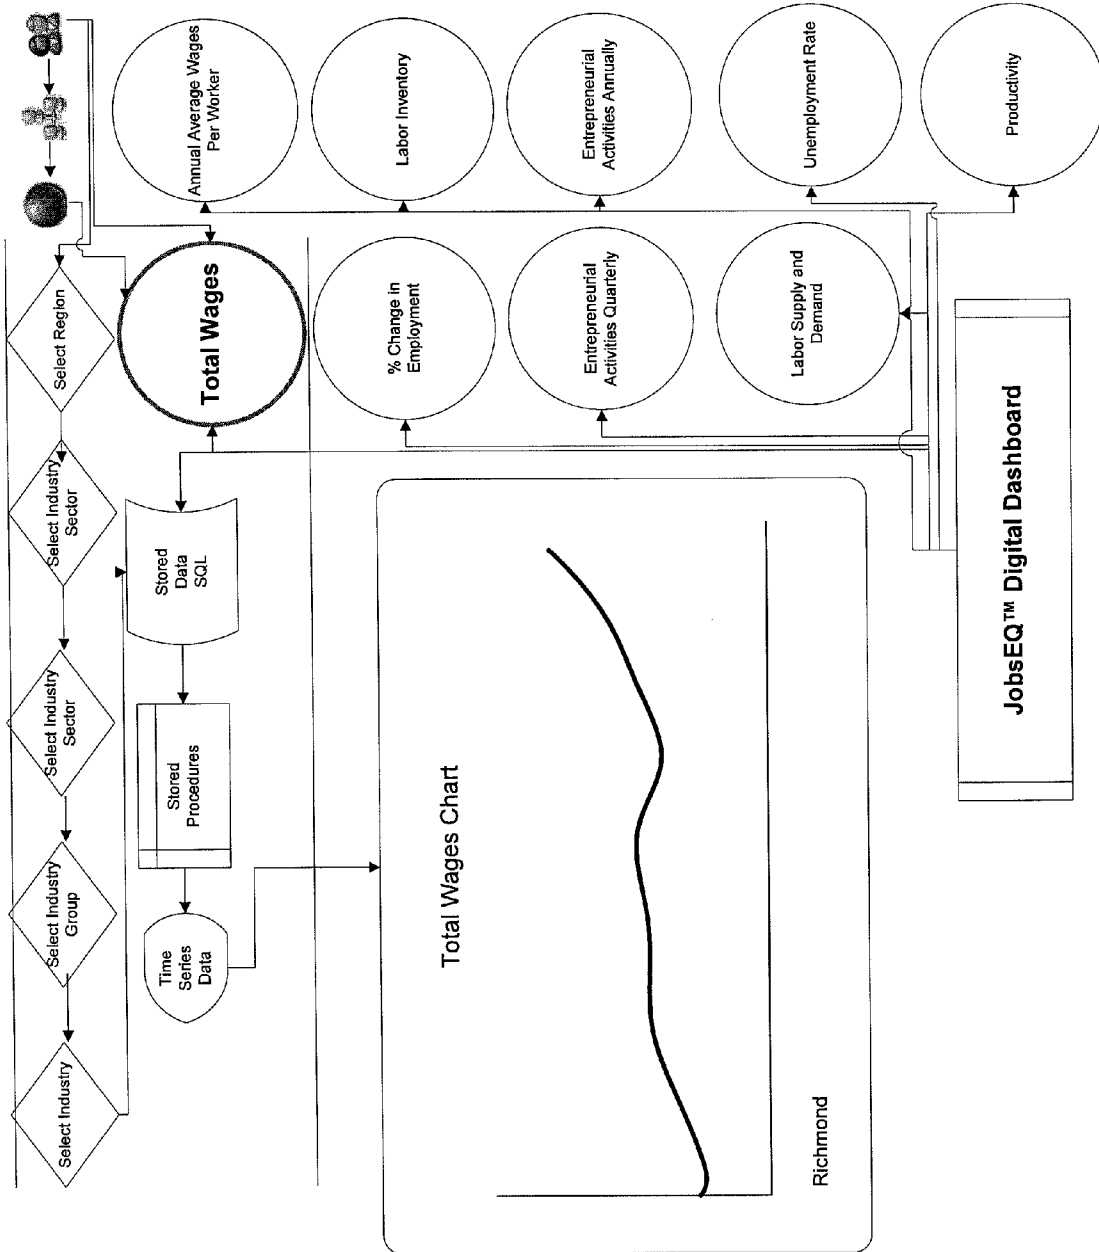 Select Industry
Select Industry
Group
Select Industry
Sector
Select Industry
Sector
Select Region
Time
Series
Data
Stored
Procedures
Stored
Data
SQL
Total Wages
Annual Average Wages
Per Worker
% Change in
Employment
Labor Inventory
Total Wages Chart
Entrepreneurial
Activities Quarterly
Entrepreneurial
Activities Annually
Labor Supply and
Demand
Unemployment Rate
Richmond
JobsEQ™ Digital Dashboard
Productivity